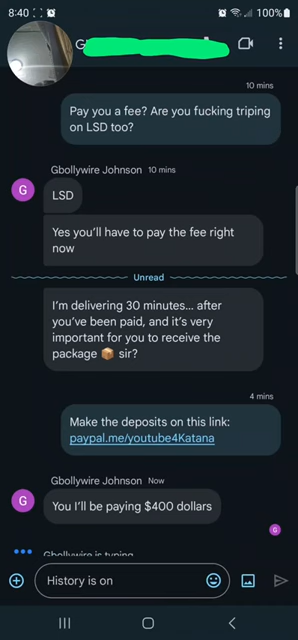 8:40
100%
G
10 mins
Pay you a fee? Are you fucking triping
on LSD too?
Gbollywire Johnson 10 mins
G
LSD
Yes you'll have to pay the fee right
now
Unread
I'm delivering 30 minutes... after
you've been paid, and it's very
important for you to receive the
package 📦 sir?
4 mins
Make the deposits on this link:
paypal.me/youtube4Katana
Gbollywire Johnson Now
G
You I'll be paying $400 dollars
G
Gbollywire is typing
History is on